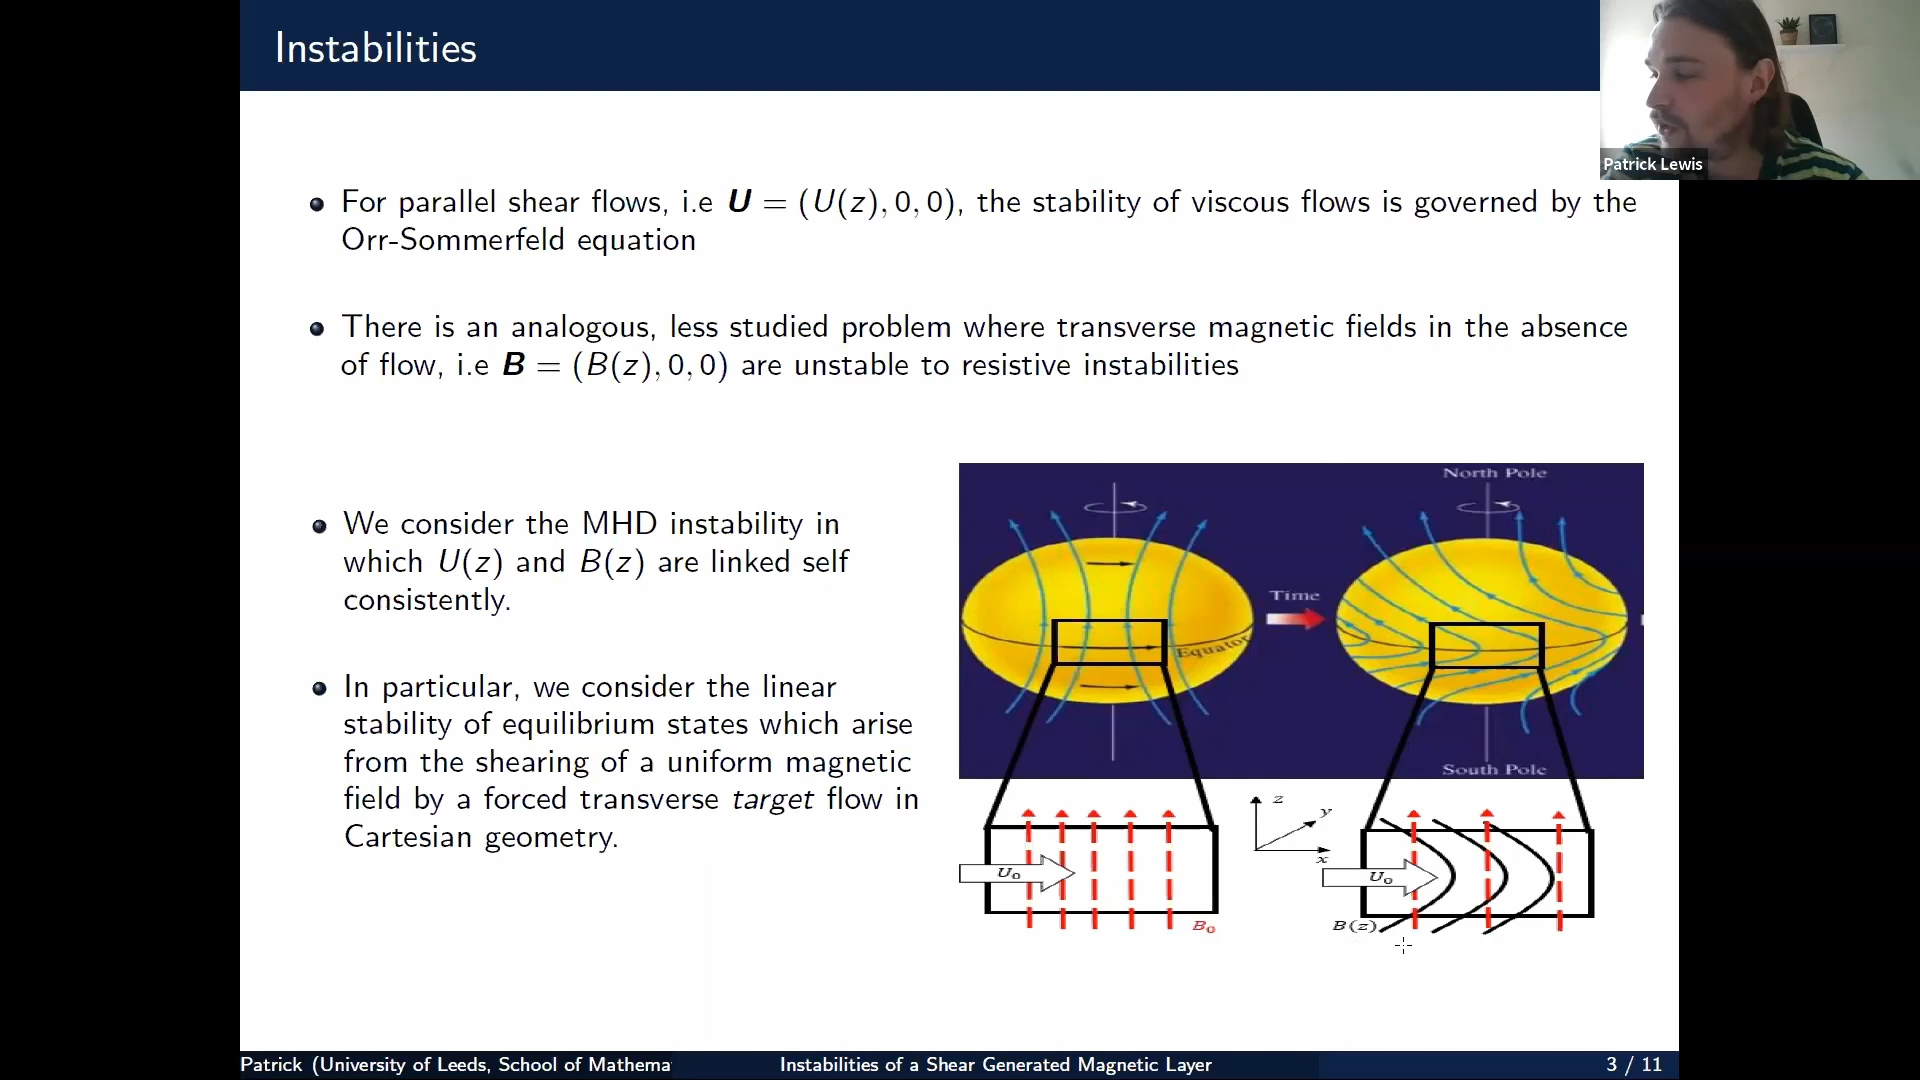 Instabilities
Patrick Lewis
For parallel shear flows, i.e U = (U(z), 0, 0), the stability of viscous flows is governed by the
Orr-Sommerfeld equation
There is an analogous, less studied problem where transverse magnetic fields in the absence
of flow, i.e B = (B(z), 0, 0) are unstable to resistive instabilities
We consider the MHD instability in
which U(z) and B(z) are linked self
consistently.
In particular, we consider the linear
stability of equilibrium states which arise
from the shearing of a uniform magnetic
field by a forced transverse target flow in
Cartesian geometry.
North Pole
Time
Equator
South Pole
z
y
x
U₀
U₀
B₀
B(z)
Patrick (University of Leeds, School of Mathema
Instabilities of a Shear Generated Magnetic Layer
3 / 11